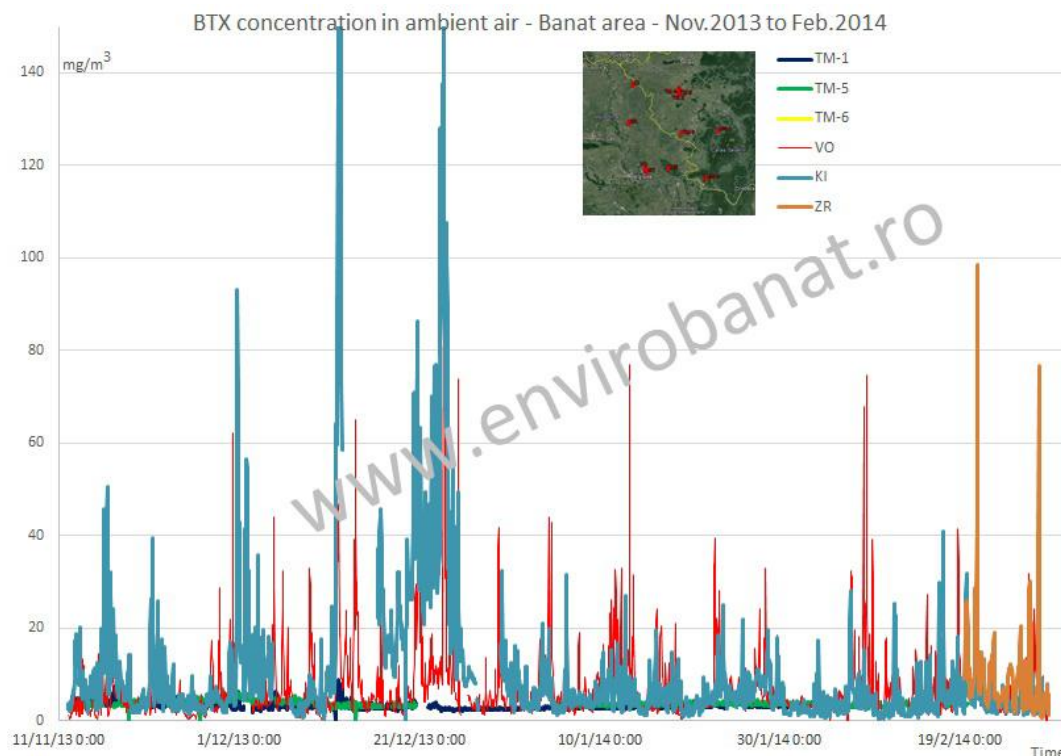 BTX concentration in ambient air - Banat area - Nov.2013 to Feb.2014
mg/m³
140
120
100
80
60
40
20
0
TM-1
TM-5
TM-6
VO
KI
ZR
www.envirobanat.ro
11/11/13 0:00
1/12/13 0:00
21/12/13 0:00
10/1/14 0:00
30/1/14 0:00
19/2/14 0:00
Time